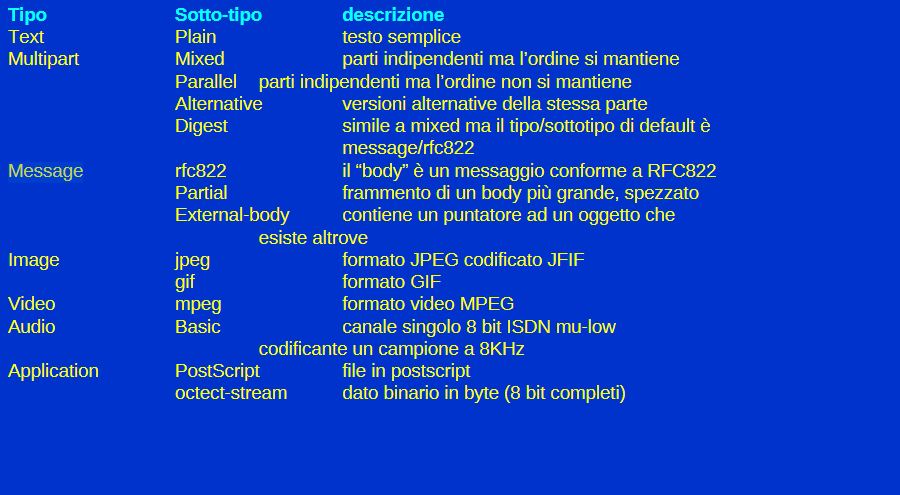 Tipo Sotto-tipo descrizione
Text Plain testo semplice
Multipart Mixed parti indipendenti ma l’ordine si mantiene
Parallel parti indipendenti ma l’ordine non si mantiene
Alternative versioni alternative della stessa parte
Digest simile a mixed ma il tipo/sottotipo di default è
message/rfc822
Message rfc822 il “body” è un messaggio conforme a RFC822
Partial frammento di un body più grande, spezzato
External-body contiene un puntatore ad un oggetto che
esiste altrove
Image jpeg formato JPEG codificato JFIF
gif formato GIF
Video mpeg formato video MPEG
Audio Basic canale singolo 8 bit ISDN mu-low
codificante un campione a 8KHz
Application PostScript file in postscript
octect-stream dato binario in byte (8 bit completi)